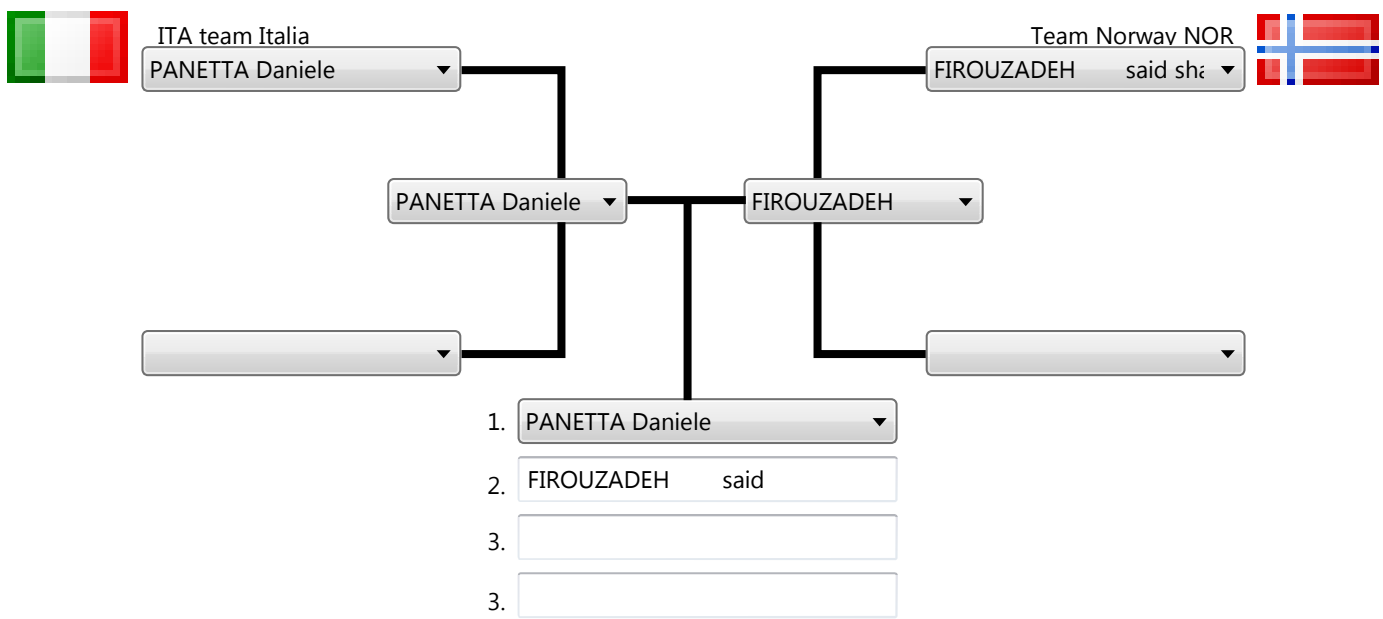 ITA team Italia
Team Norway NOR
PANETTA Daniele
FIROUZADEH said sha
PANETTA Daniele
FIROUZADEH
1. PANETTA Daniele
2. FIROUZADEH said
3.
3.